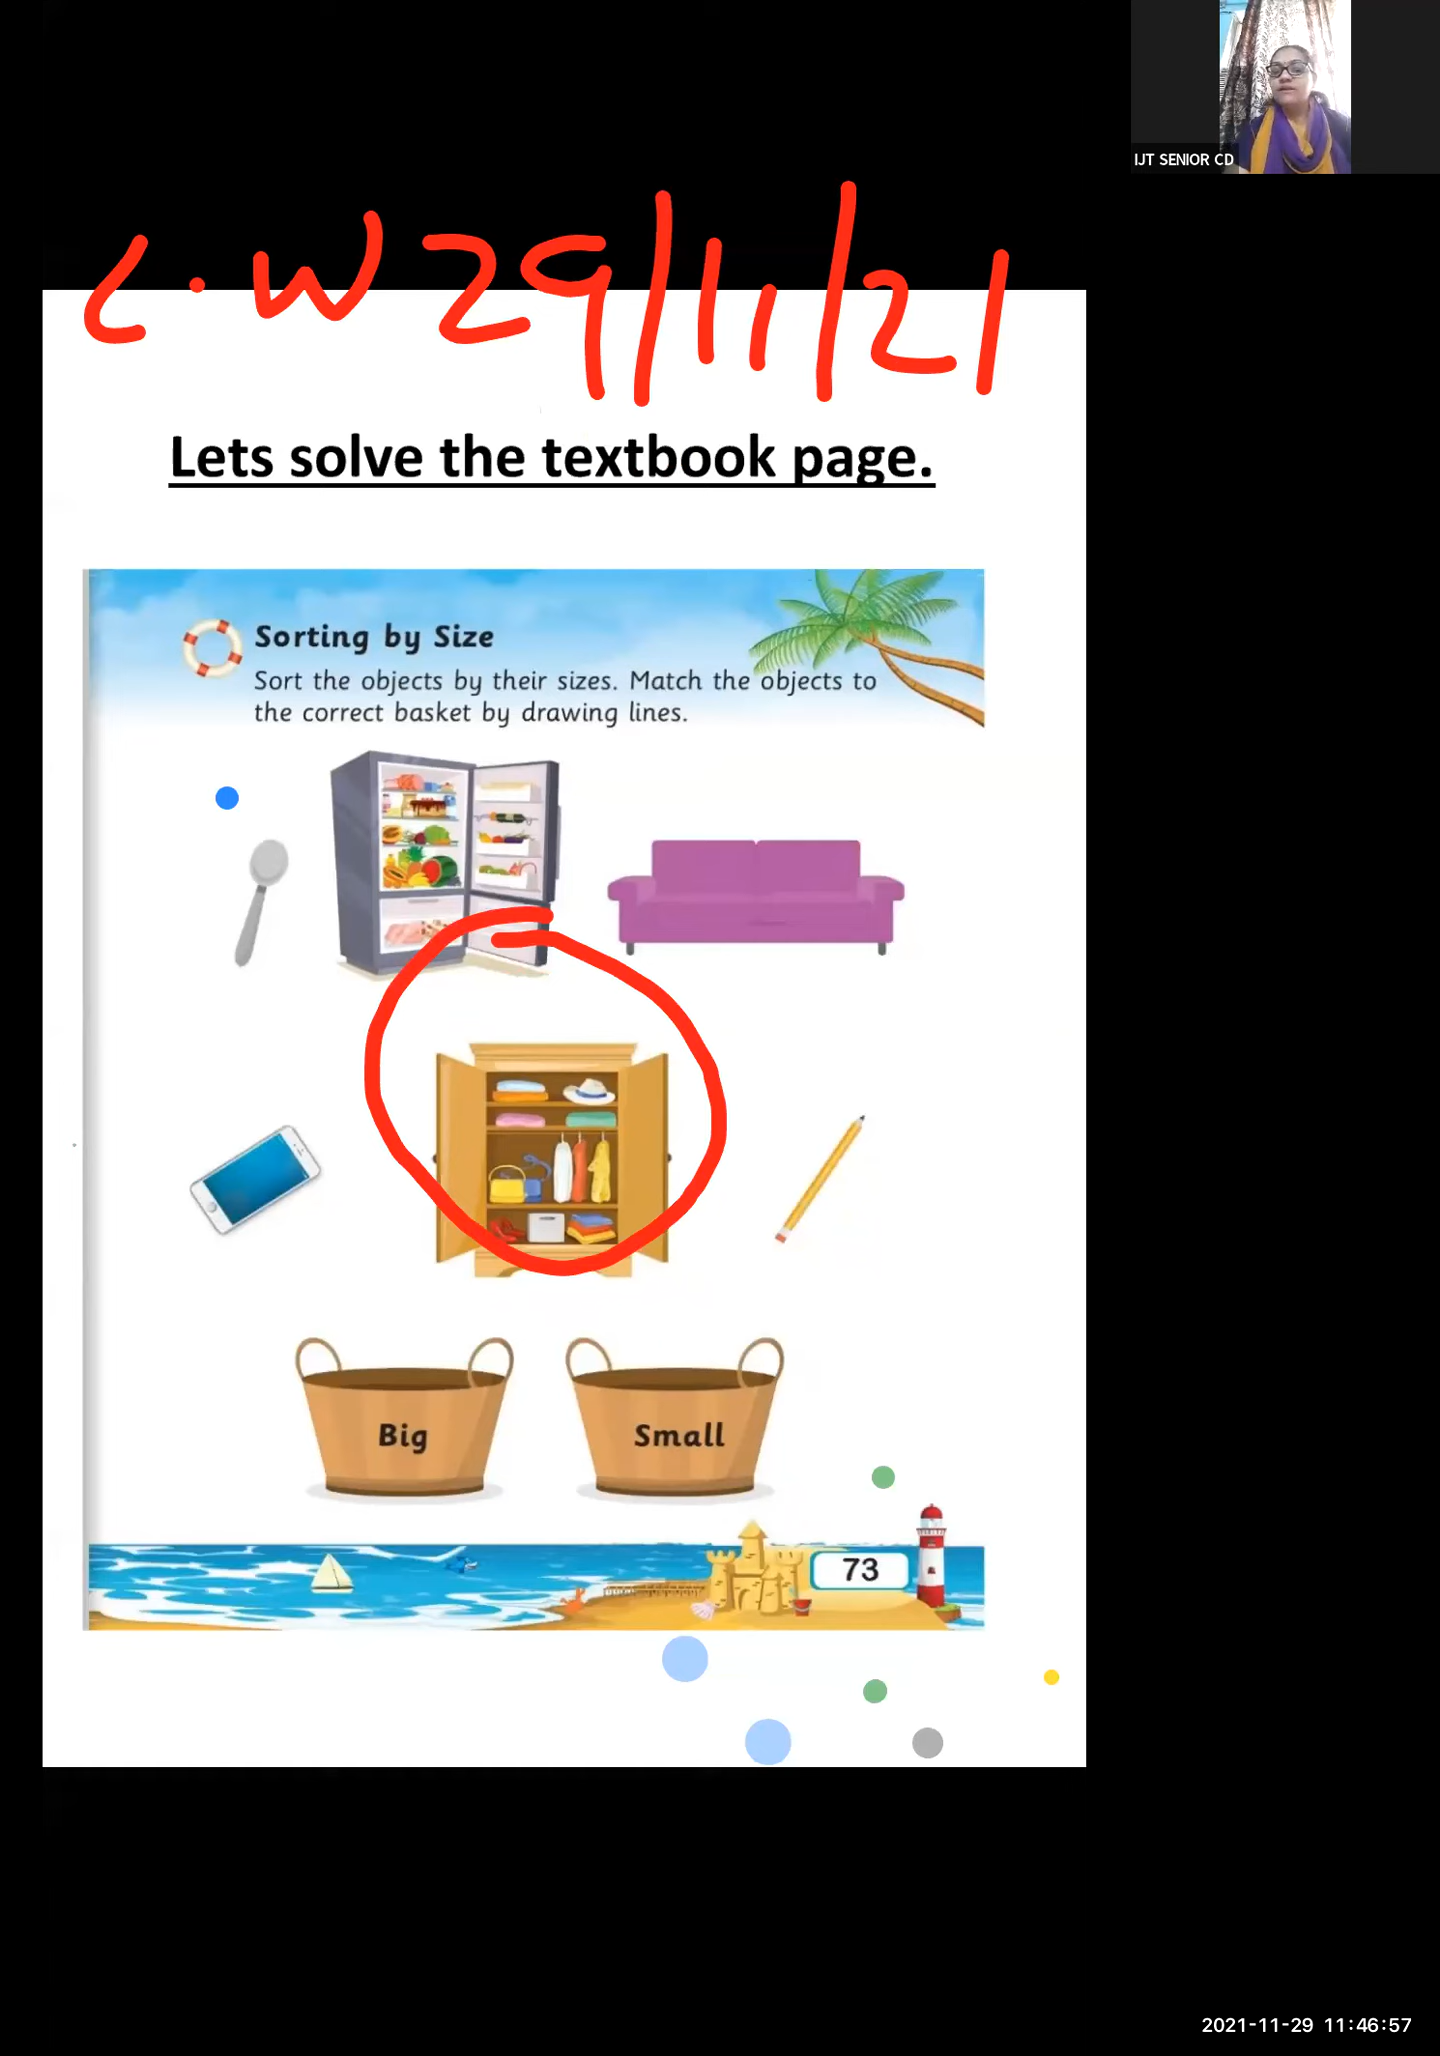 IJT SENIOR CD
C.W 29/11/21
Lets solve the textbook page.
Sorting by Size
Sort the objects by their sizes. Match the objects to
the correct basket by drawing lines.
Big
Small
73
2021-11-29 11:46:57